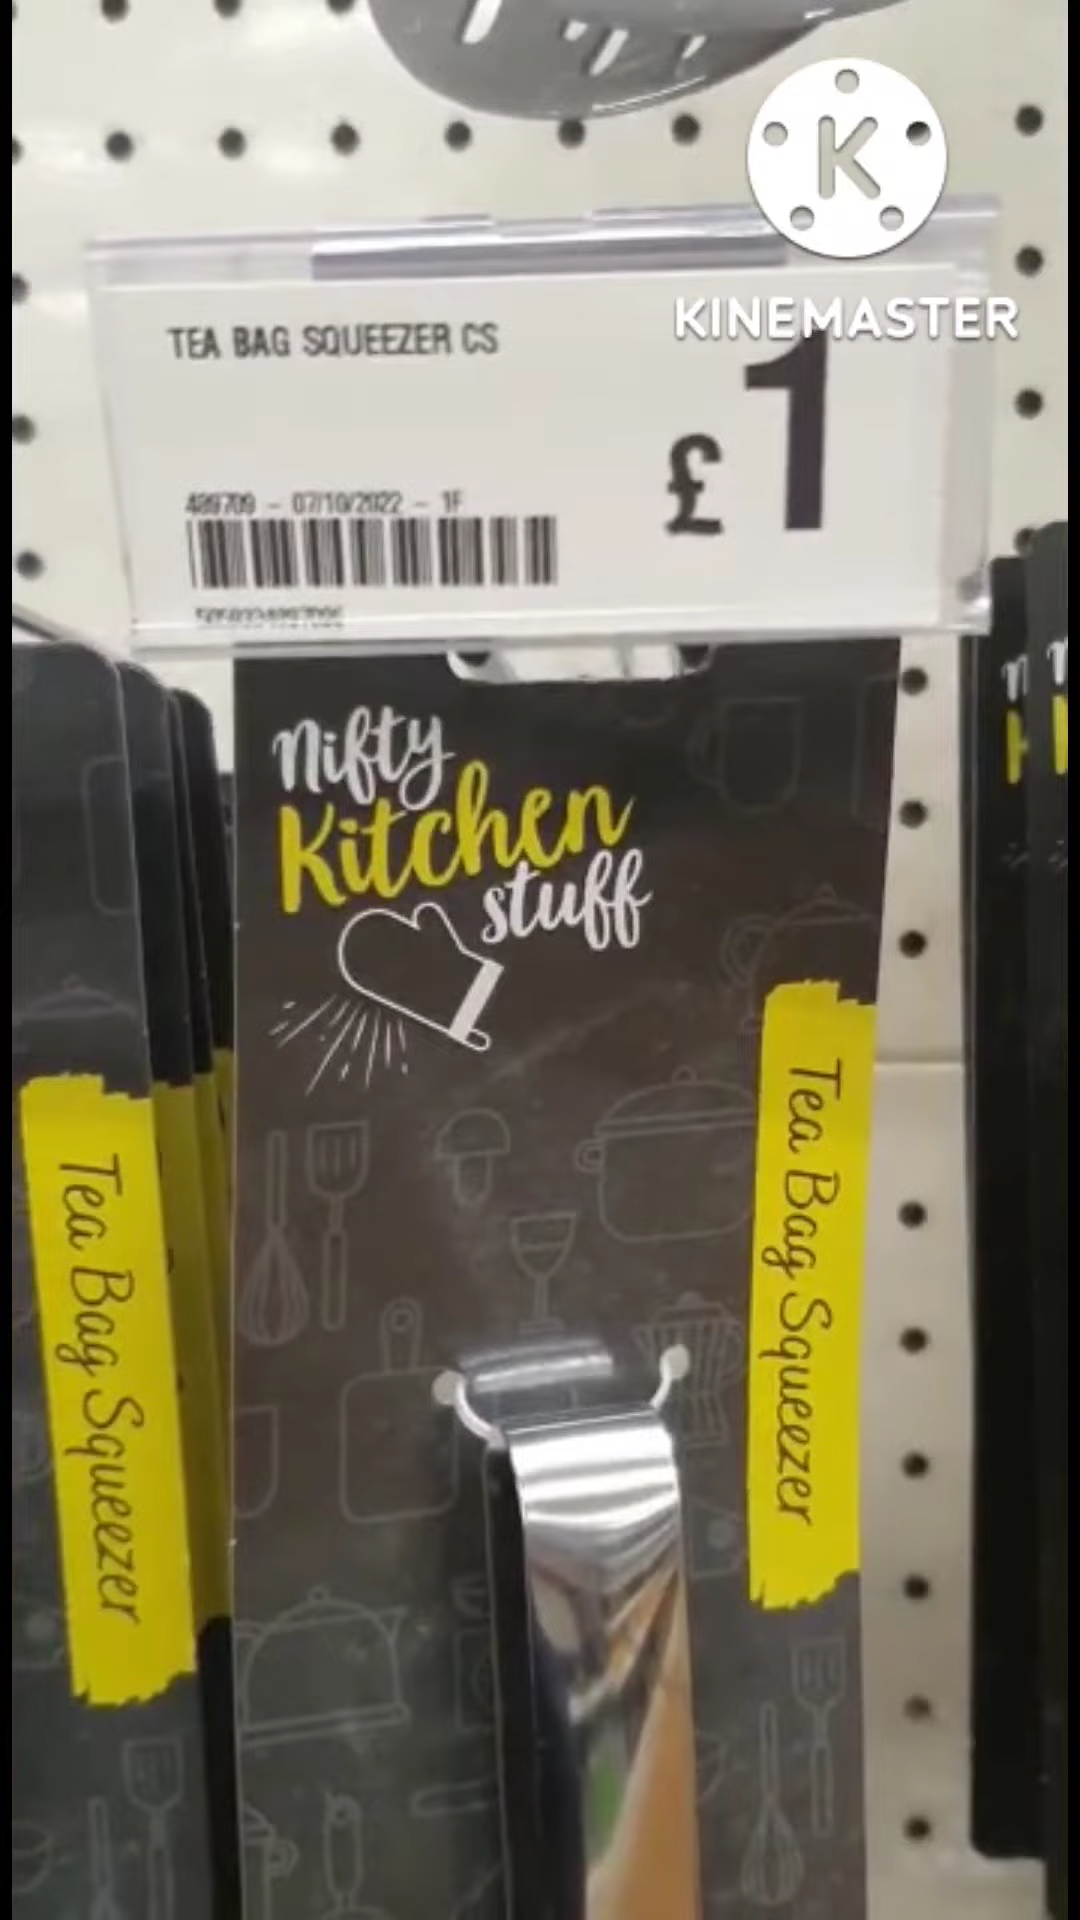 K
KINEMASTER
TEA BAG SQUEEZER CS
£1
489709 - 07/10/2022 - 1F
nifty
Kitchen
stuff
Tea Bag Squeezer
Tea Bag Squeezer